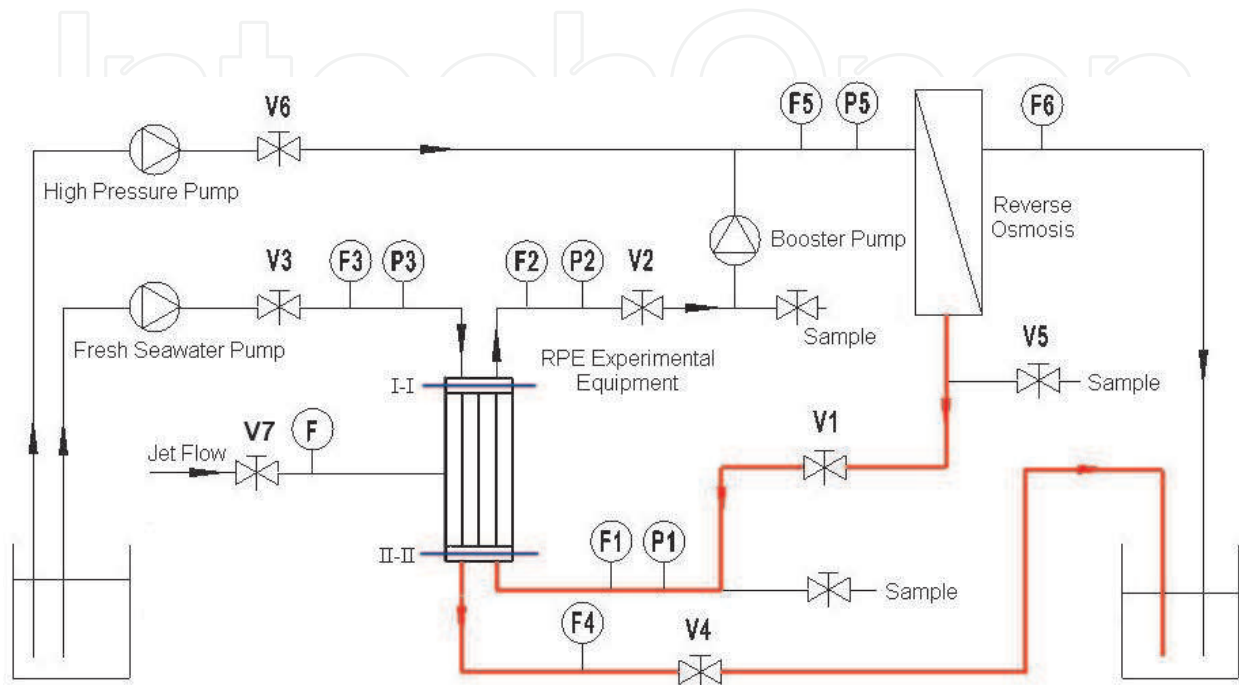 IntechOpen
V6
F5
P5
F6
High Pressure Pump
Reverse
Osmosis
Booster Pump
V3
F3
P3
F2
P2
V2
Fresh Seawater Pump
Sample
RPE Experimental
Equipment
V5
Sample
I-I
V7
F
Jet Flow
V1
II-II
F1
P1
Sample
F4
V4